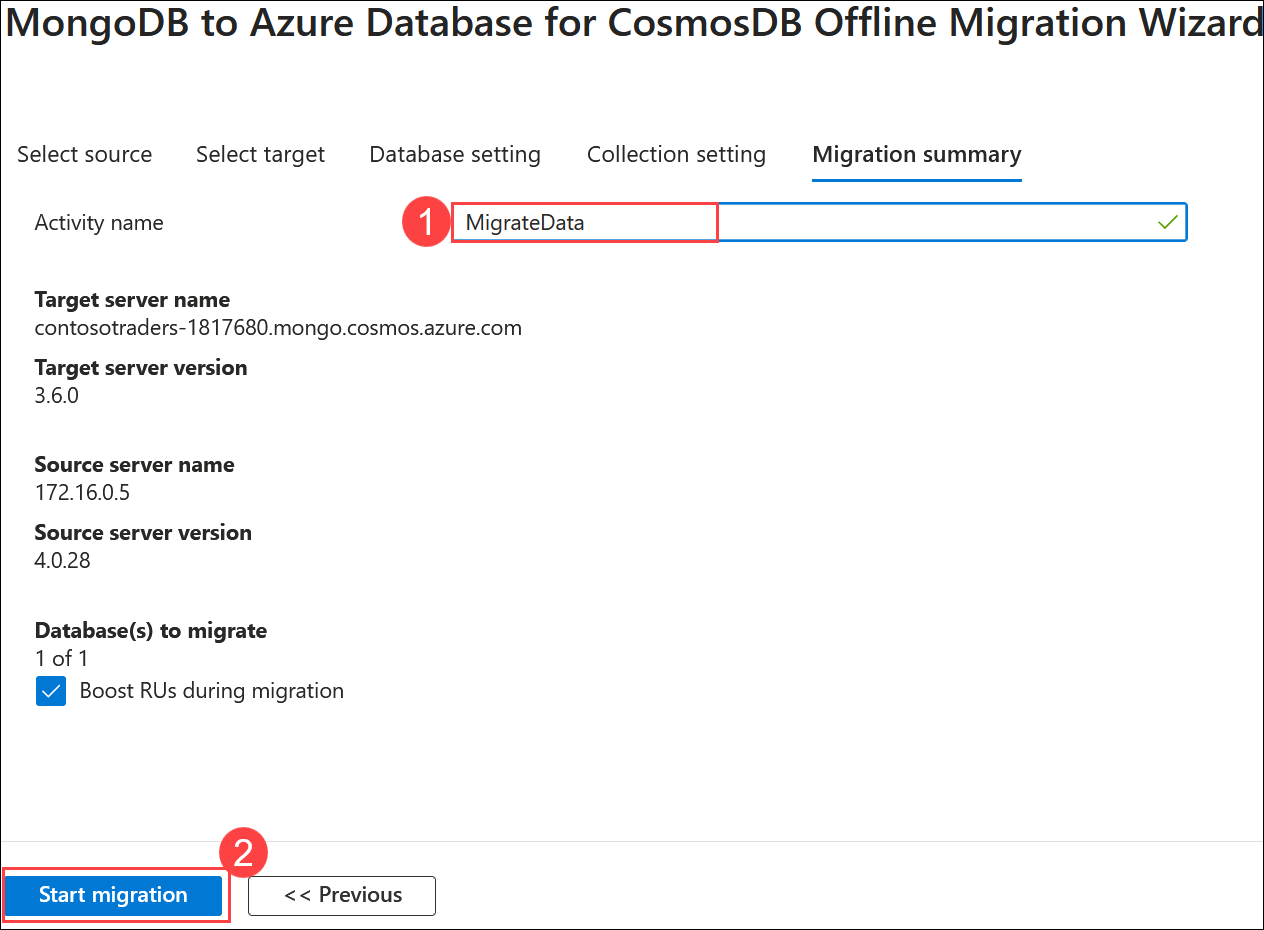 MongoDB to Azure Database for CosmosDB Offline Migration Wizard
Select source Select target Database setting Collection setting Migration summary
Activity name 1 MigrateData
Target server name
contosotraders-1817680.mongo.cosmos.azure.com
Target server version
3.6.0
Source server name
172.16.0.5
Source server version
4.0.28
Database(s) to migrate
1 of 1
Boost RUs during migration
2
Start migration << Previous